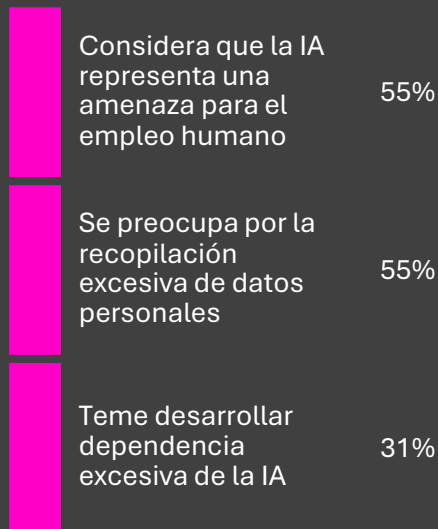 Considera que la IA
representa una
amenaza para el
empleo humano
55%
Se preocupa por la
recopilación
excesiva de datos
personales
55%
Teme desarrollar
dependencia
excesiva de la IA
31%